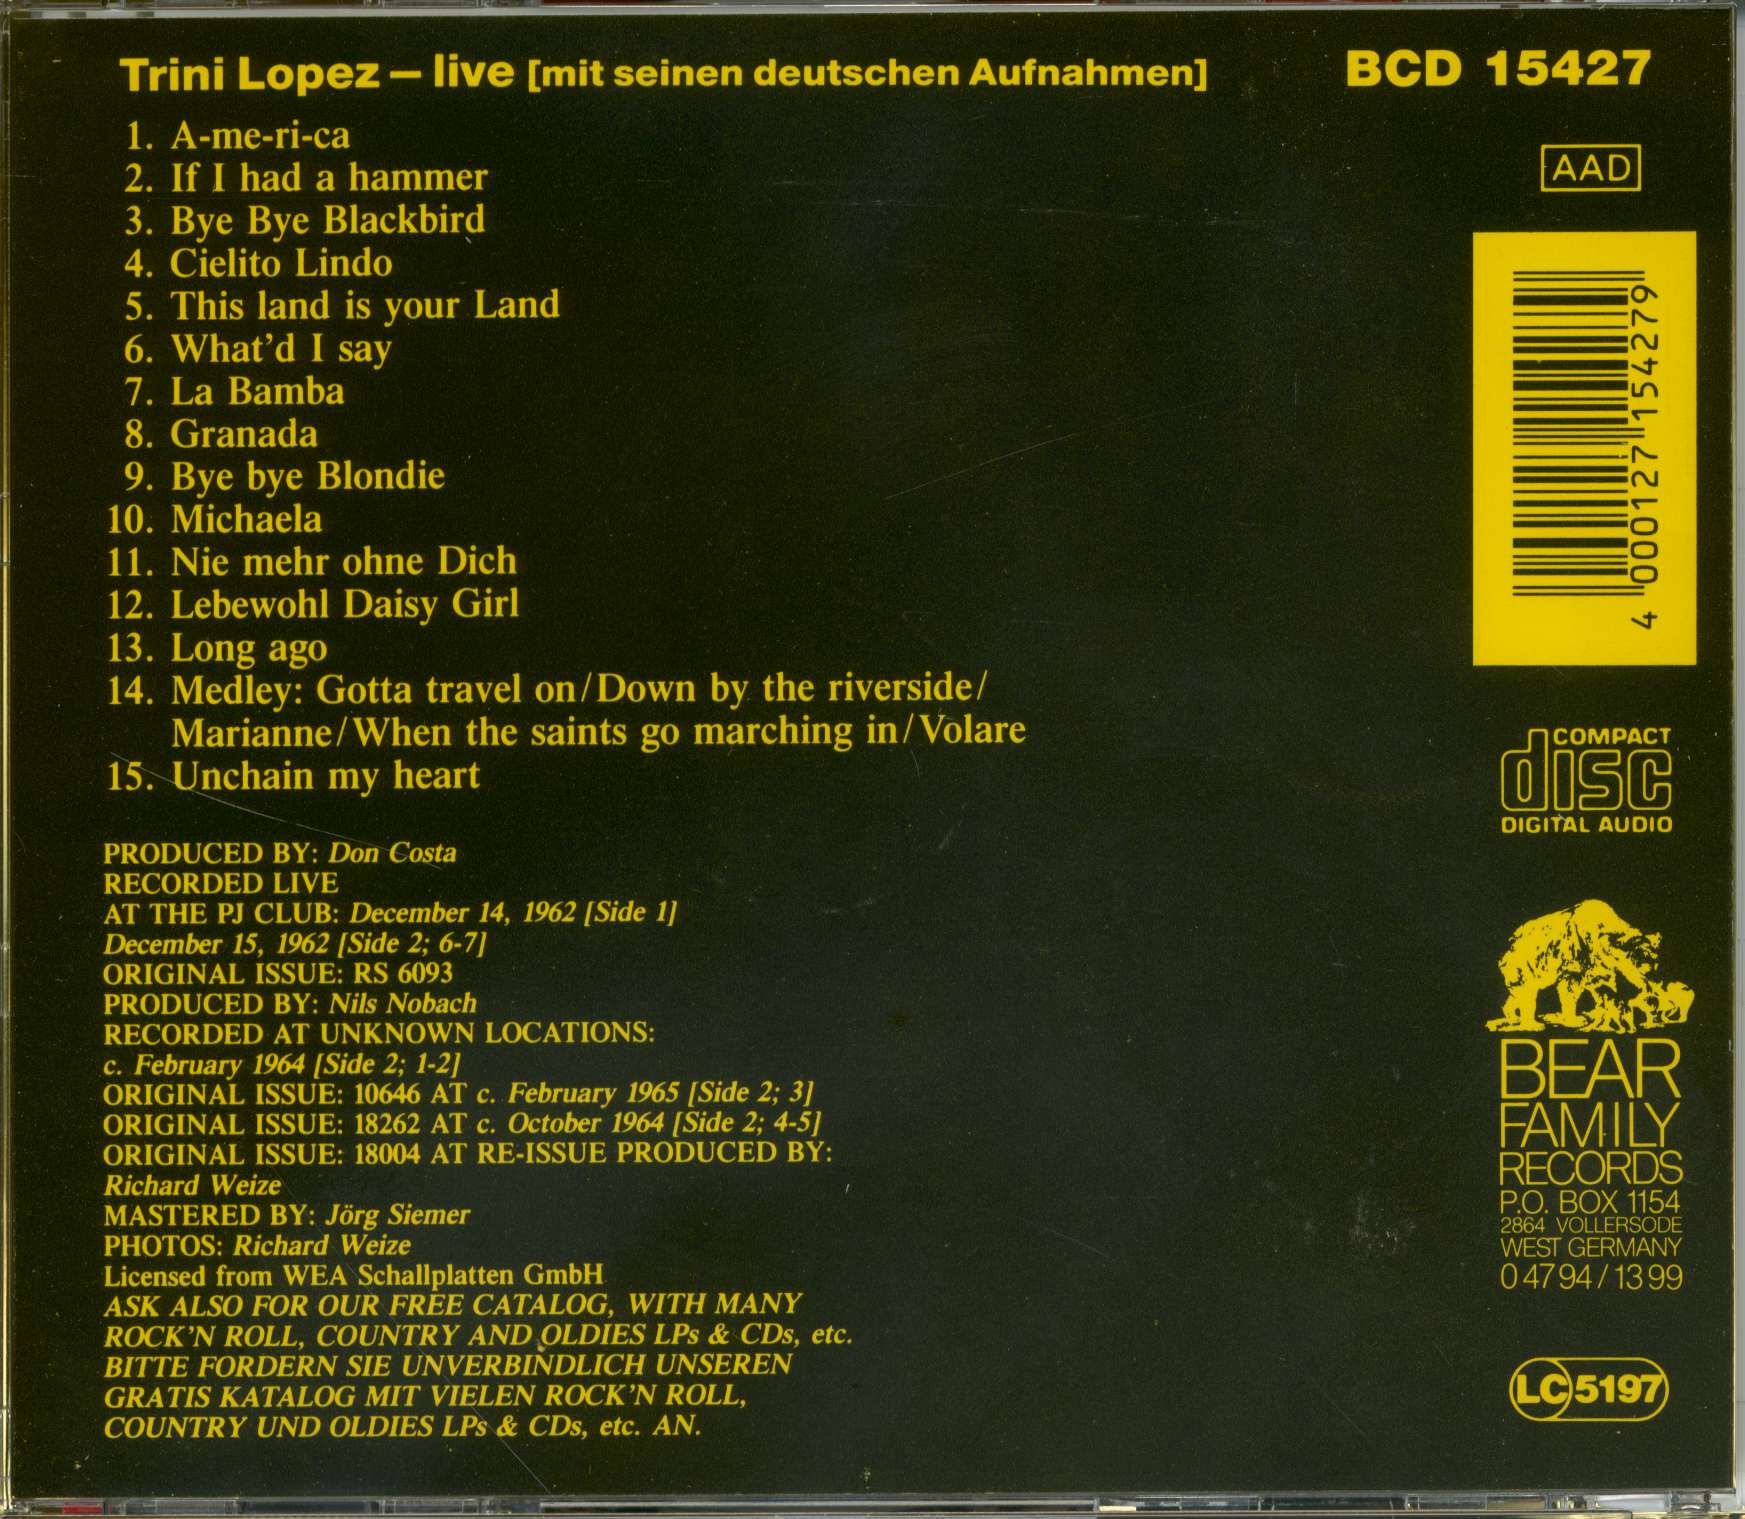 Trini Lopez – live [mit seinen deutschen Aufnahmen]
BCD 15427
AAD
1. A-me-ri-ca
2. If I had a hammer
3. Bye Bye Blackbird
4. Cielito Lindo
5. This land is your Land
6. What'd I say
7. La Bamba
8. Granada
9. Bye bye Blondie
10. Michaela
11. Nie mehr ohne Dich
12. Lebewohl Daisy Girl
13. Long ago
14. Medley: Gotta travel on/Down by the riverside/
Marianne/When the saints go marching in/Volare
15. Unchain my heart
PRODUCED BY: Don Costa
RECORDED LIVE
AT THE PJ CLUB: December 14, 1962 [Side 1]
December 15, 1962 [Side 2; 6-7]
ORIGINAL ISSUE: RS 6093
PRODUCED BY: Nils Nobach
RECORDED AT UNKNOWN LOCATIONS:
c. February 1964 [Side 2; 1-2]
ORIGINAL ISSUE: 10646 AT c. February 1965 [Side 2; 3]
ORIGINAL ISSUE: 18262 AT c. October 1964 [Side 2; 4-5]
ORIGINAL ISSUE: 18004 AT RE-ISSUE PRODUCED BY:
Richard Weize
MASTERED BY: Jörg Siemer
PHOTOS: Richard Weize
Licensed from WEA Schallplatten GmbH
ASK ALSO FOR OUR FREE CATALOG, WITH MANY
ROCK'N ROLL, COUNTRY AND OLDIES LPs & CDs, etc.
BITTE FORDERN SIE UNVERBINDLICH UNSEREN
GRATIS KATALOG MIT VIELEN ROCK'N ROLL,
COUNTRY UND OLDIES LPs & CDs, etc. AN.
4 000127 154279
COMPACT
disc
DIGITAL AUDIO
BEAR
FAMILY
RECORDS
P.O. BOX 1154
2864 VOLLERSODE
WEST GERMANY
0 47 94 / 13 99
LC 5197